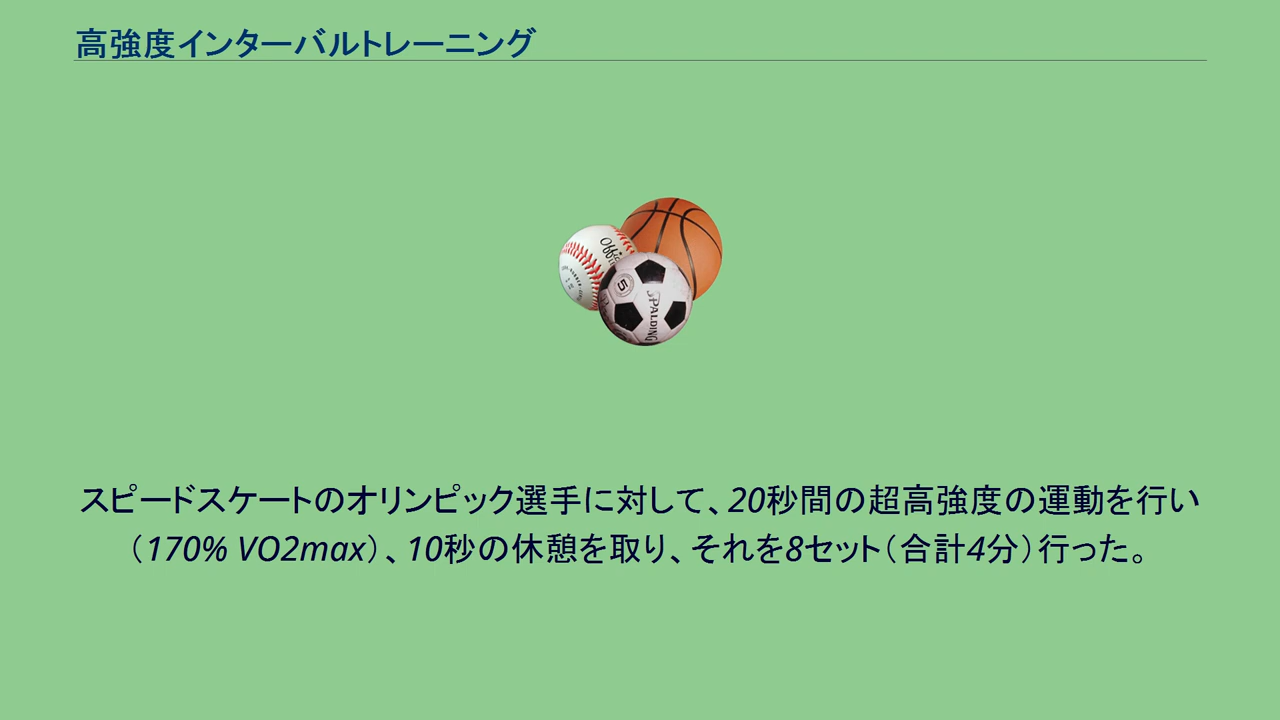 高強度インターバルトレーニング
Offic
5
SPALDING
スピードスケートのオリンピック選手に対して、20秒間の超高強度の運動を行い
（170% VO2max）、10秒の休憩を取り、それを8セット（合計4分）行った。